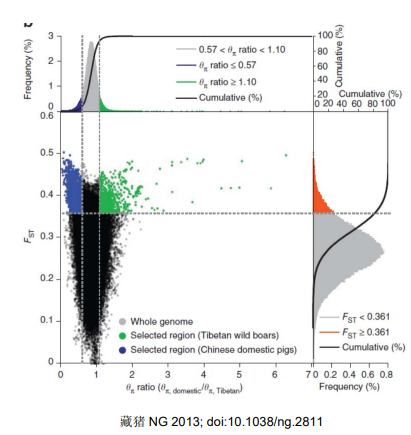 b
Frequency (%)
3
2
1
0
0.57 < θπ ratio < 1.10
θπ ratio ≤ 0.57
θπ ratio ≥ 1.10
Cumulative (%)
100
80
60
40
20
Cumulative (%)
0 20 40 60 80 100
Cumulative (%)
FST
0.6
0.5
0.4
0.3
0.2
0.1
0
Whole genome
Selected region (Tibetan wild boars)
Selected region (Chinese domestic pigs)
FST < 0.361
FST ≥ 0.361
Cumulative (%)
0 1 2 3 4 5 6 7
θπ ratio (θπ, domestic/θπ, Tibetan)
0 0.2 0.4 0.6 0.8
Frequency (%)
藏猪 NG 2013; doi:10.1038/ng.2811